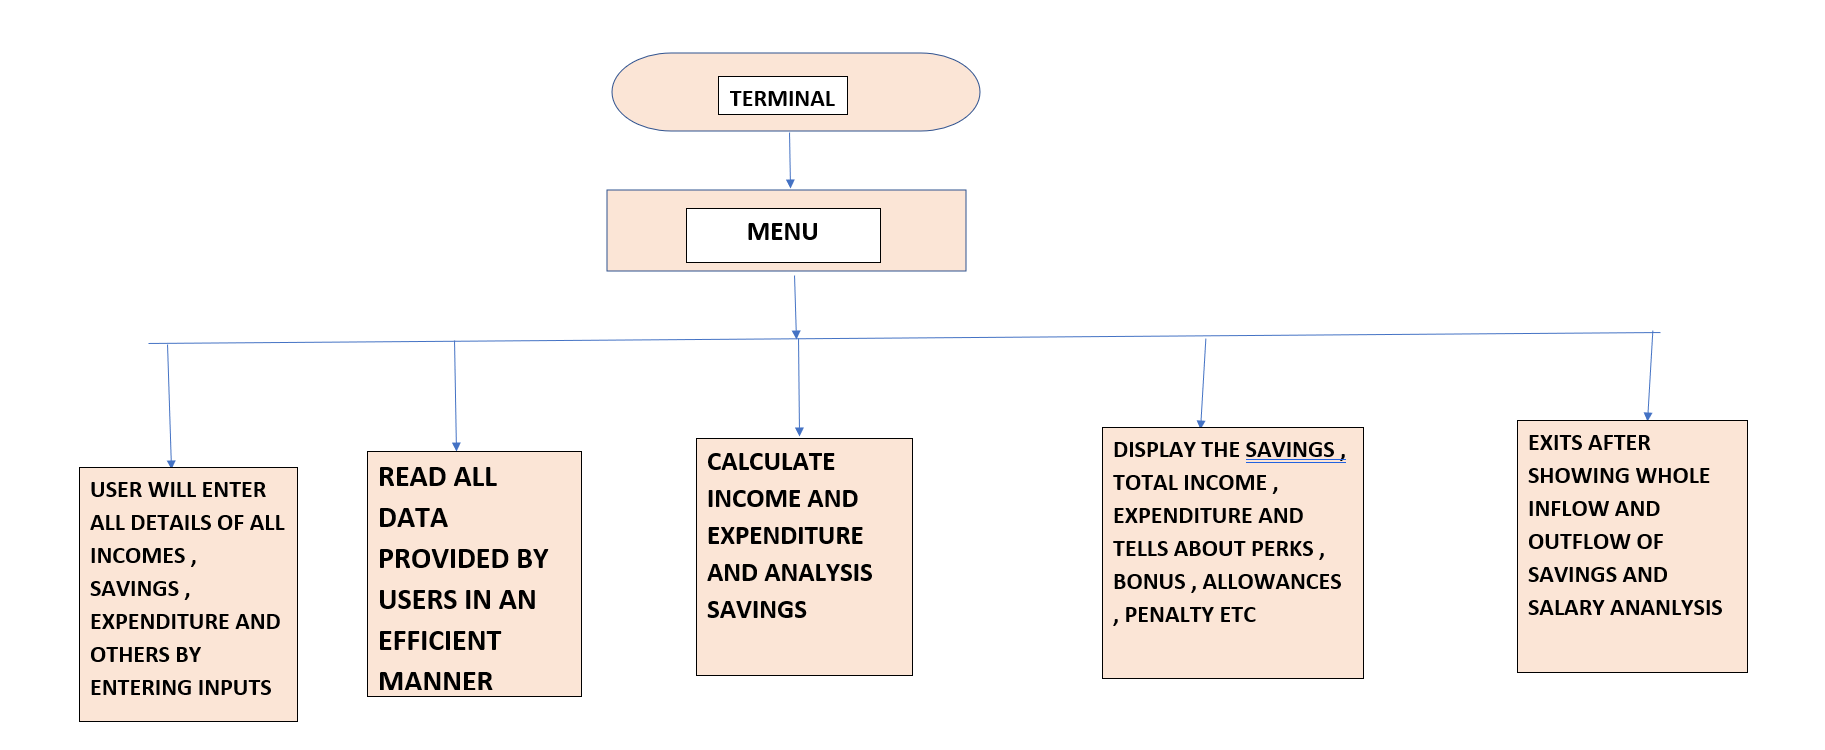 TERMINAL
MENU
USER WILL ENTER
ALL DETAILS OF ALL
INCOMES ,
SAVINGS ,
EXPENDITURE AND
OTHERS BY
ENTERING INPUTS
READ ALL
DATA
PROVIDED BY
USERS IN AN
EFFICIENT
MANNER
CALCULATE
INCOME AND
EXPENDITURE
AND ANALYSIS
SAVINGS
DISPLAY THE SAVINGS ,
TOTAL INCOME ,
EXPENDITURE AND
TELLS ABOUT PERKS ,
BONUS , ALLOWANCES
, PENALTY ETC
EXITS AFTER
SHOWING WHOLE
INFLOW AND
OUTFLOW OF
SAVINGS AND
SALARY ANANLYSIS